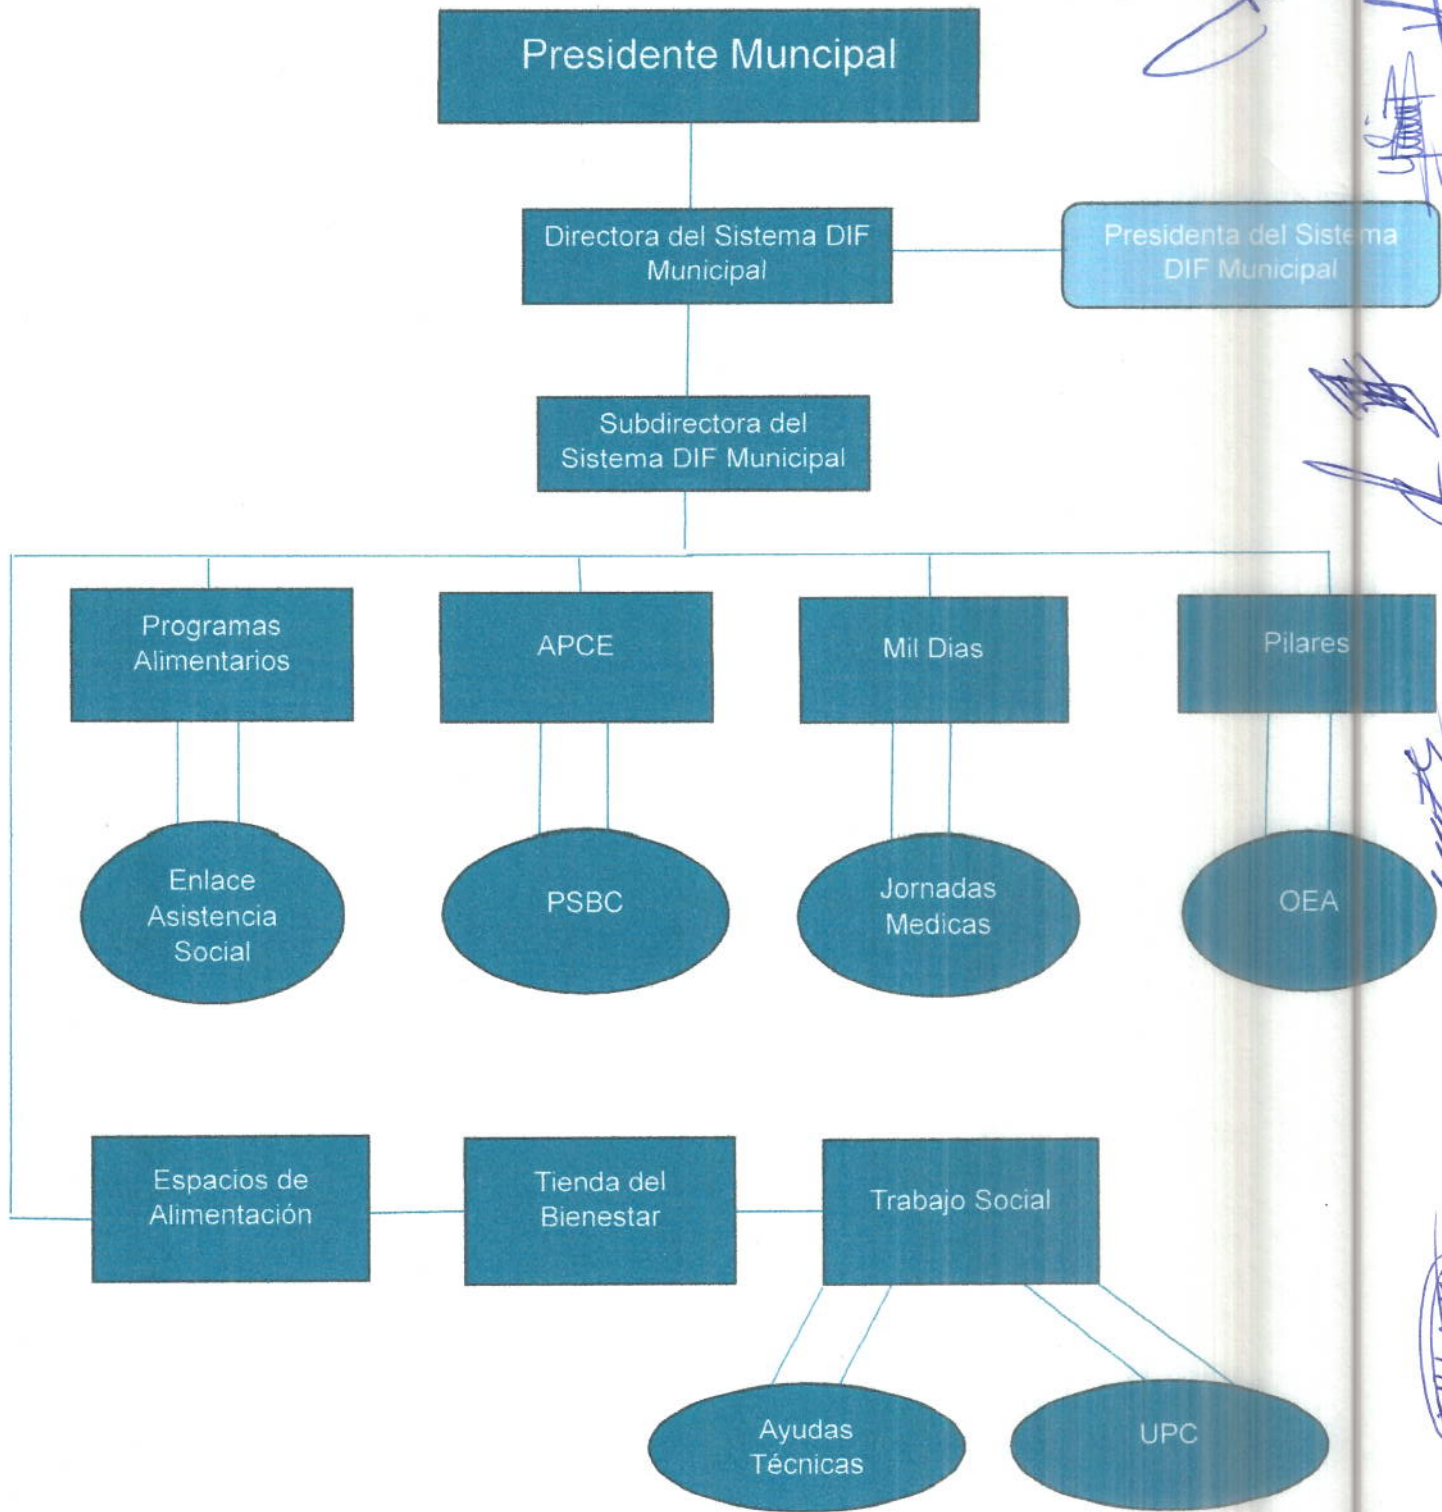 Presidente Muncipal
Directora del Sistema DIF
Municipal
Presidenta del Sistema
DIF Municipal
Subdirectora del
Sistema DIF Municipal
Programas
Alimentarios
APCE
Mil Dias
Pilares
Enlace
Asistencia
Social
PSBC
Jornadas
Medicas
OEA
Espacios de
Alimentación
Tienda del
Bienestar
Trabajo Social
Ayudas
Técnicas
UPC